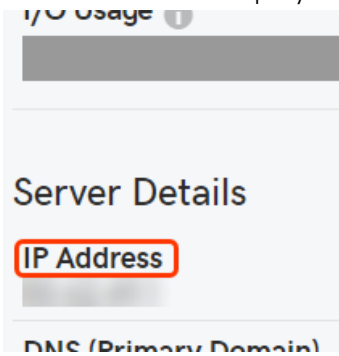 I/O Usage
Server Details
IP Address
DNS (Primary Domain)